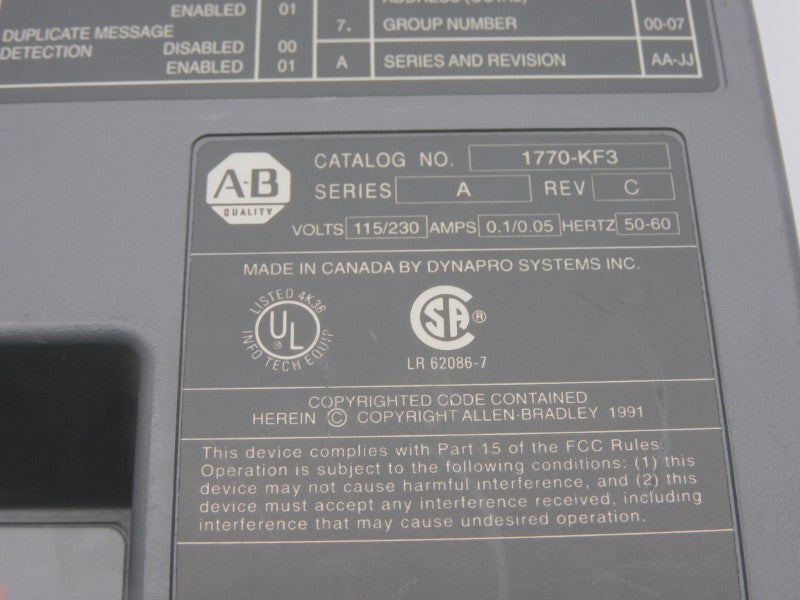 ENABLED 01
7. GROUP NUMBER 00-07
DUPLICATE MESSAGE
DETECTION DISABLED 00
ENABLED 01
A SERIES AND REVISION AA-JJ
A-B
QUALITY
CATALOG NO. 1770-KF3
SERIES A REV C
VOLTS 115/230 AMPS 0.1/0.05 HERTZ 50-60
MADE IN CANADA BY DYNAPRO SYSTEMS INC.
LISTED 4K36
UL ®
INFO TECH EQUIP
CSA ®
LR 62086-7
COPYRIGHTED CODE CONTAINED
HEREIN © COPYRIGHT ALLEN-BRADLEY 1991
This device complies with Part 15 of the FCC Rules.
Operation is subject to the following conditions: (1) this
device may not cause harmful interference, and (2) this
device must accept any interference received, including
interference that may cause undesired operation.